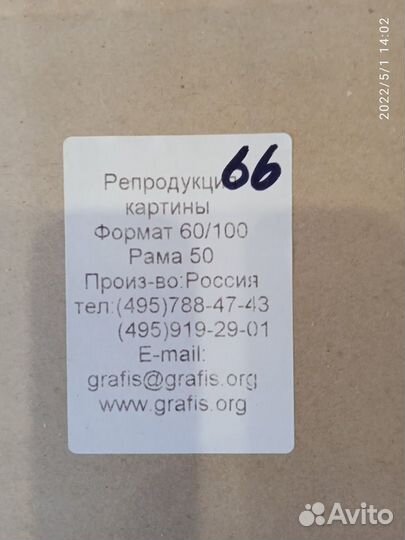 2022/5/1 14:02
66
Репродукция
картины
Формат 60/100
Рама 50
Произ-во:Россия
тел:(495)788-47-43
(495)919-29-01
E-mail:
grafis@grafis.org
www.grafis.org
Avito